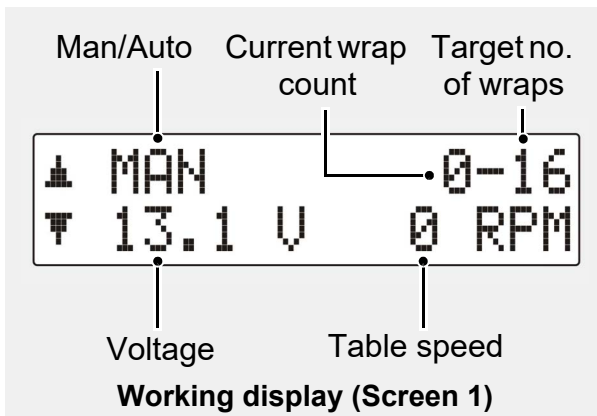 Man/Auto Current wrap count Target no. of wraps
▲ MAN 0-16
▼ 13.1 V 0 RPM
Voltage Table speed
Working display (Screen 1)